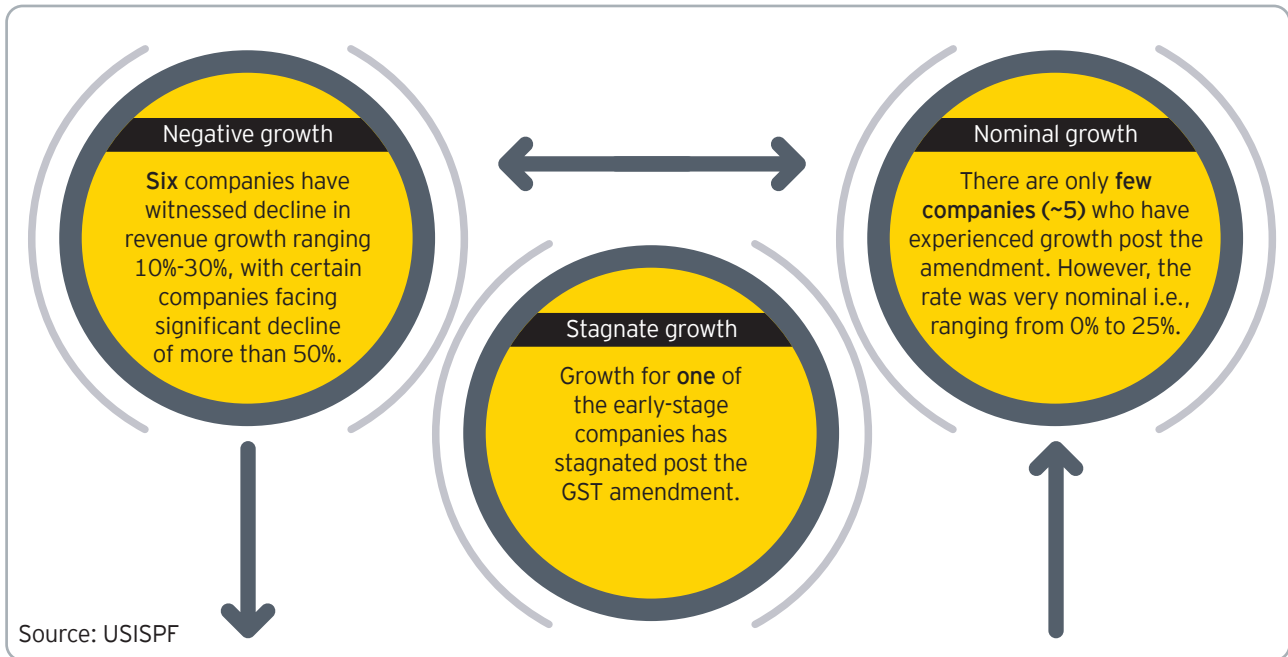 Negative growth
Six companies have
witnessed decline in
revenue growth ranging
10%-30%, with certain
companies facing
significant decline
of more than 50%.
Stagnate growth
Growth for one of
the early-stage
companies has
stagnated post the
GST amendment.
Nominal growth
There are only few
companies (~5) who have
experienced growth post the
amendment. However, the
rate was very nominal i.e.,
ranging from 0% to 25%.
Source: USISPF